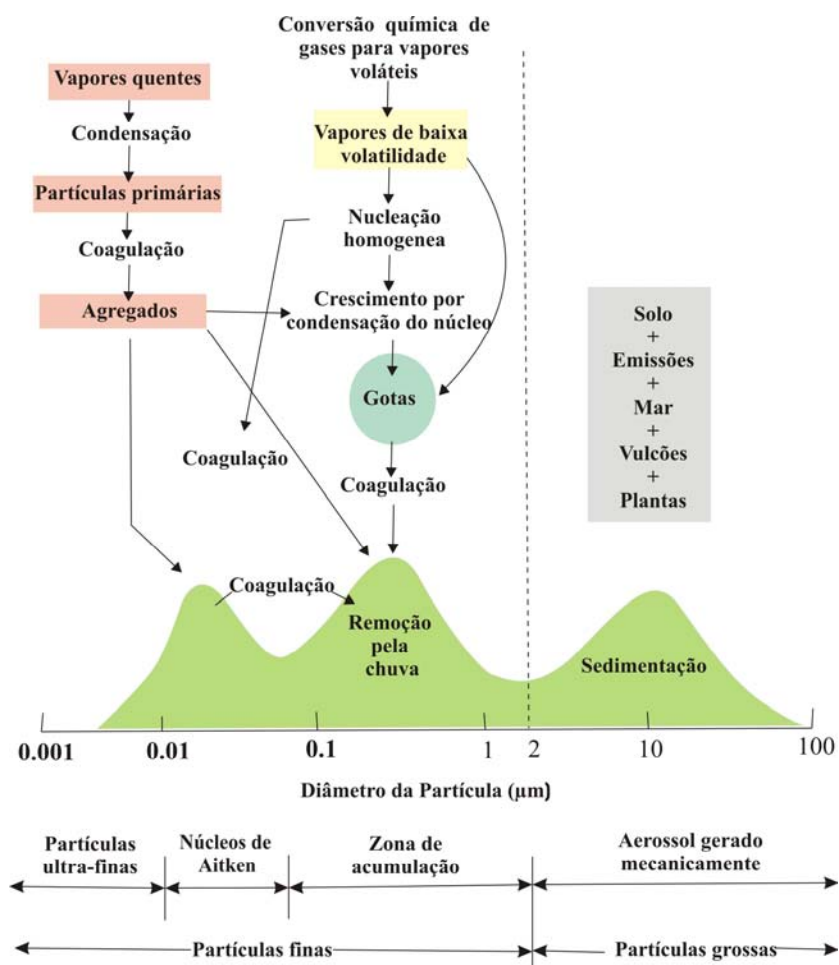 Conversão química de
gases para vapores
voláteis
Vapores quentes
Condensação
Partículas primárias
Coagulação
Agregados
Vapores de baixa
volatilidade
Nucleação
homogenea
Crescimento por
condensação do núcleo
Gotas
Coagulação
Coagulação
Solo
+
Emissões
+
Mar
+
Vulcões
+
Plantas
Coagulação
Remoção
pela
chuva
Sedimentação
0.001 0.01 0.1 1 2 10 100
Diâmetro da Partícula (µm)
Partículas
ultra-finas
Núcleos de
Aitken
Zona de
acumulação
Aerossol gerado
mecanicamente
Partículas finas
Partículas grossas